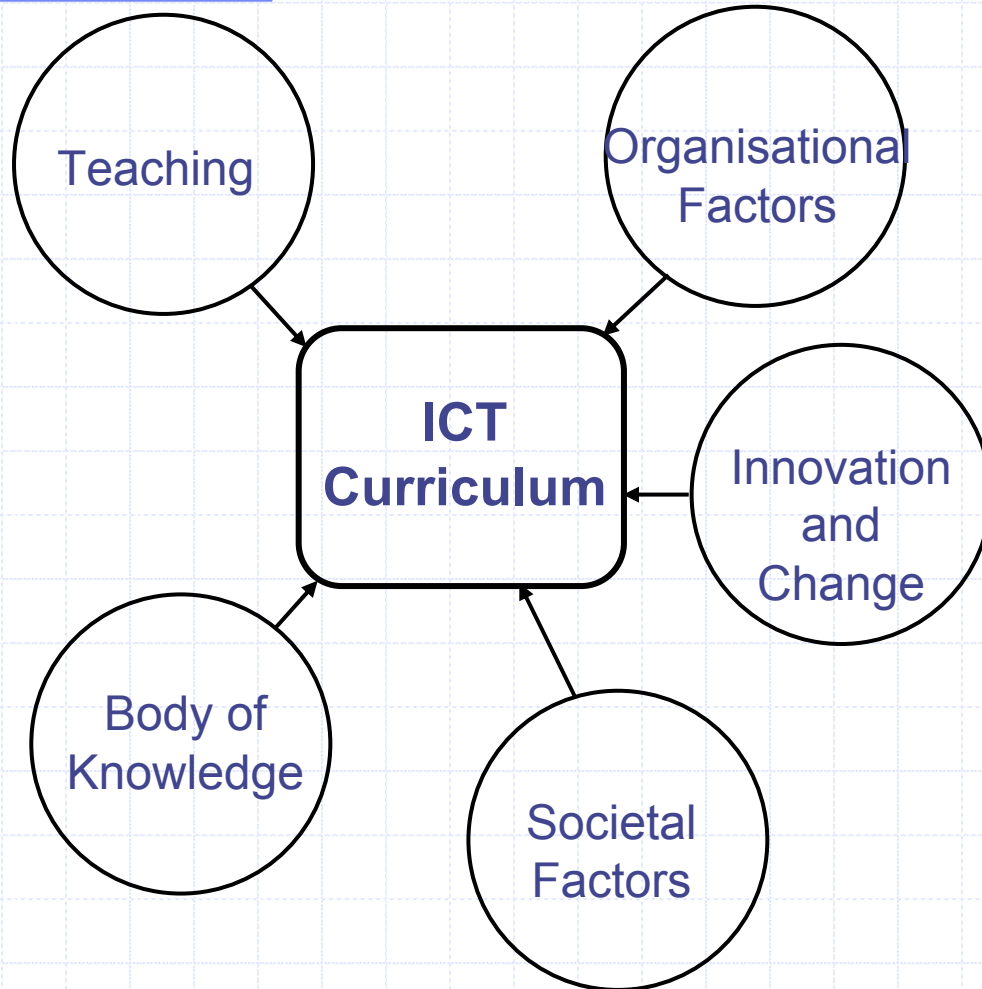 Teaching
Organisational
Factors
ICT
Curriculum
Innovation
and
Change
Body of
Knowledge
Societal
Factors